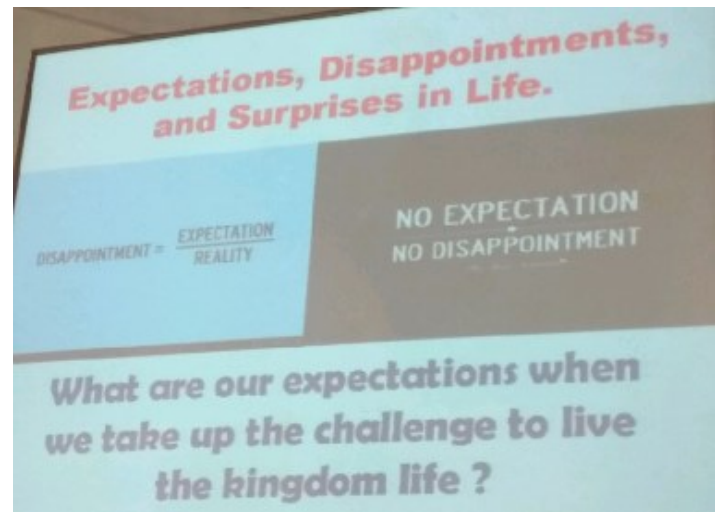 Expectations, Disappointments,
and Surprises in Life.
DISAPPOINTMENT = EXPECTATION
REALITY
NO EXPECTATION
NO DISAPPOINTMENT
What are our expectations when
we take up the challenge to live
the kingdom life ?